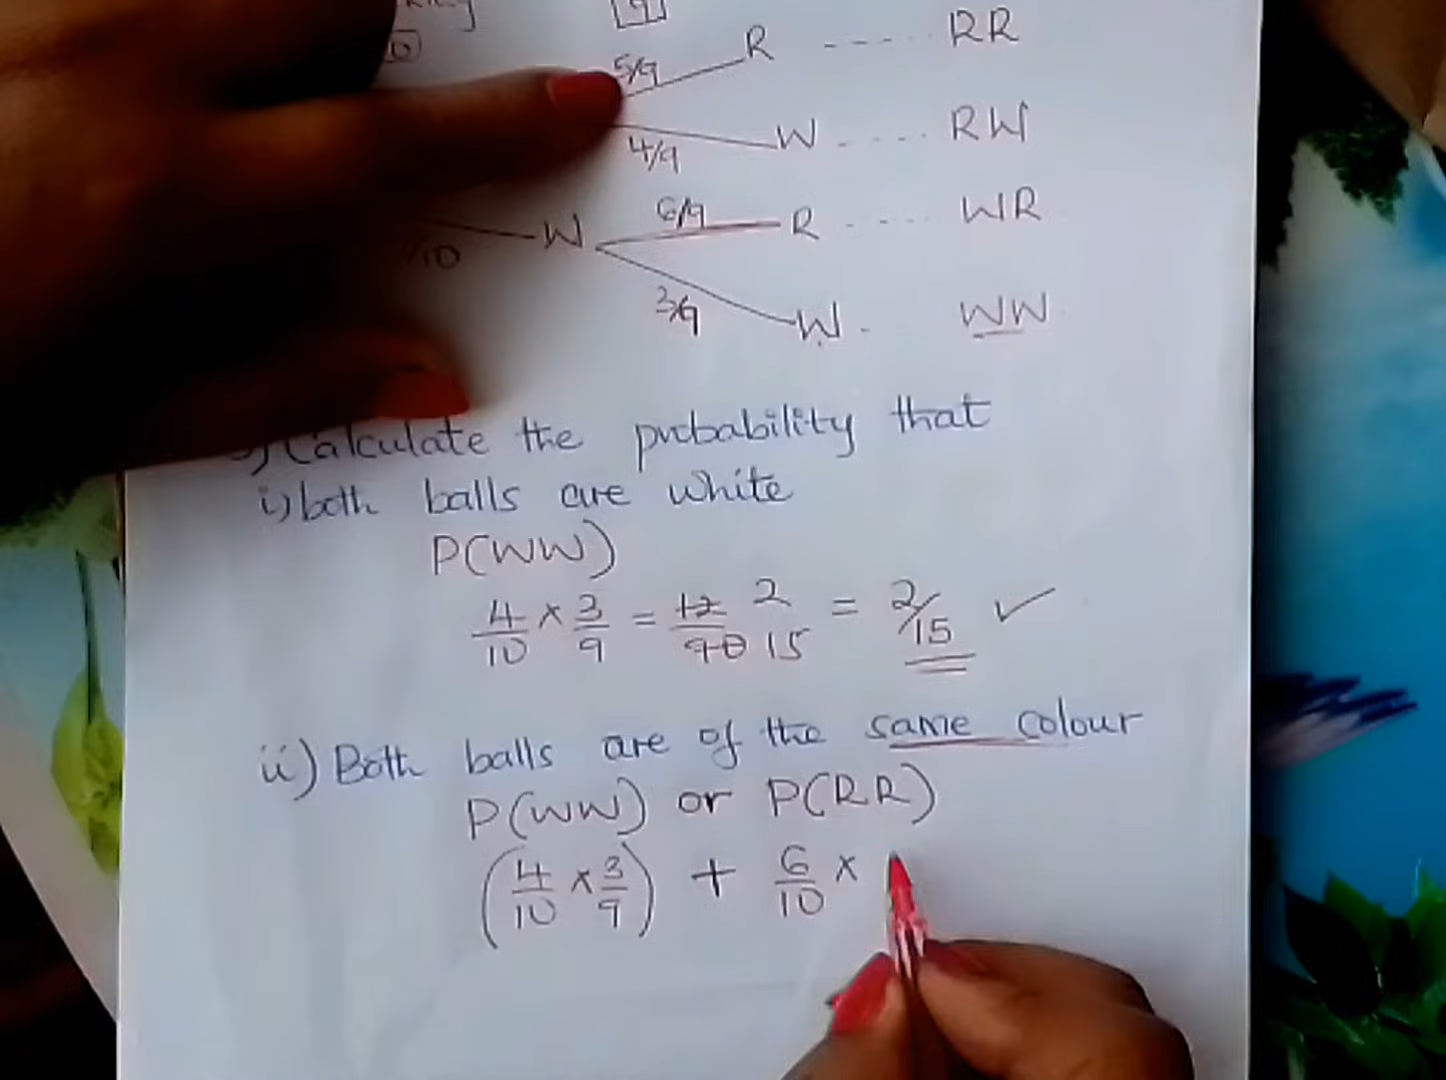 9
5/9 R ---- RR
4/9 W ---- RW
/10 W 6/9 R ---- WR
3/9 W - WW
Calculate the probability that
i) both balls are white
P(WW)
4/10 × 3/9 = 12/90 2/15 = 2/15 ✓
ii) Both balls are of the same colour
P(WW) or P(RR)
(4/10 × 3/9) + 6/10 ×